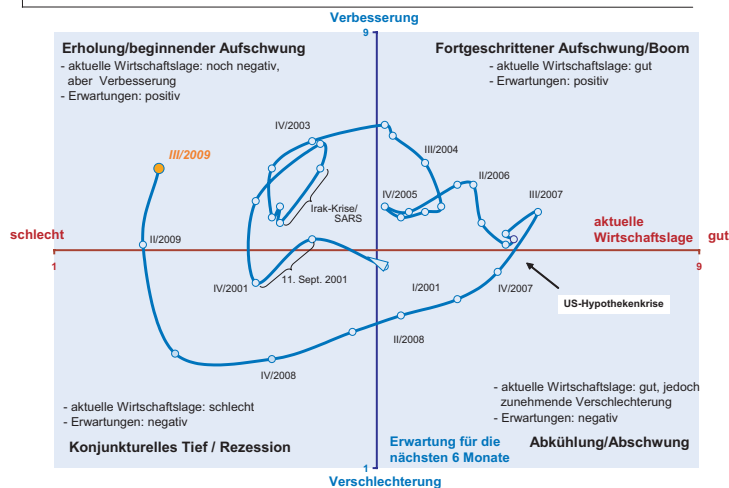 Verbesserung
9
Erholung/beginnender Aufschwung
- aktuelle Wirtschaftslage: noch negativ,
aber Verbesserung
- Erwartungen: positiv
Fortgeschrittener Aufschwung/Boom
- aktuelle Wirtschaftslage: gut
- Erwartungen: positiv
IV/2003
III/2009
III/2004
II/2006
IV/2005
III/2007
Irak-Krise/
SARS
schlecht
II/2009
aktuelle
Wirtschaftslage
gut
1
9
IV/2001
11. Sept. 2001
I/2001
IV/2007
US-Hypothekenkrise
II/2008
IV/2008
- aktuelle Wirtschaftslage: gut, jedoch
zunehmende Verschlechterung
- Erwartungen: negativ
- aktuelle Wirtschaftslage: schlecht
- Erwartungen: negativ
Konjunkturelles Tief / Rezession
Erwartung für die
nächsten 6 Monate
Abkühlung/Abschwung
1
Verschlechterung